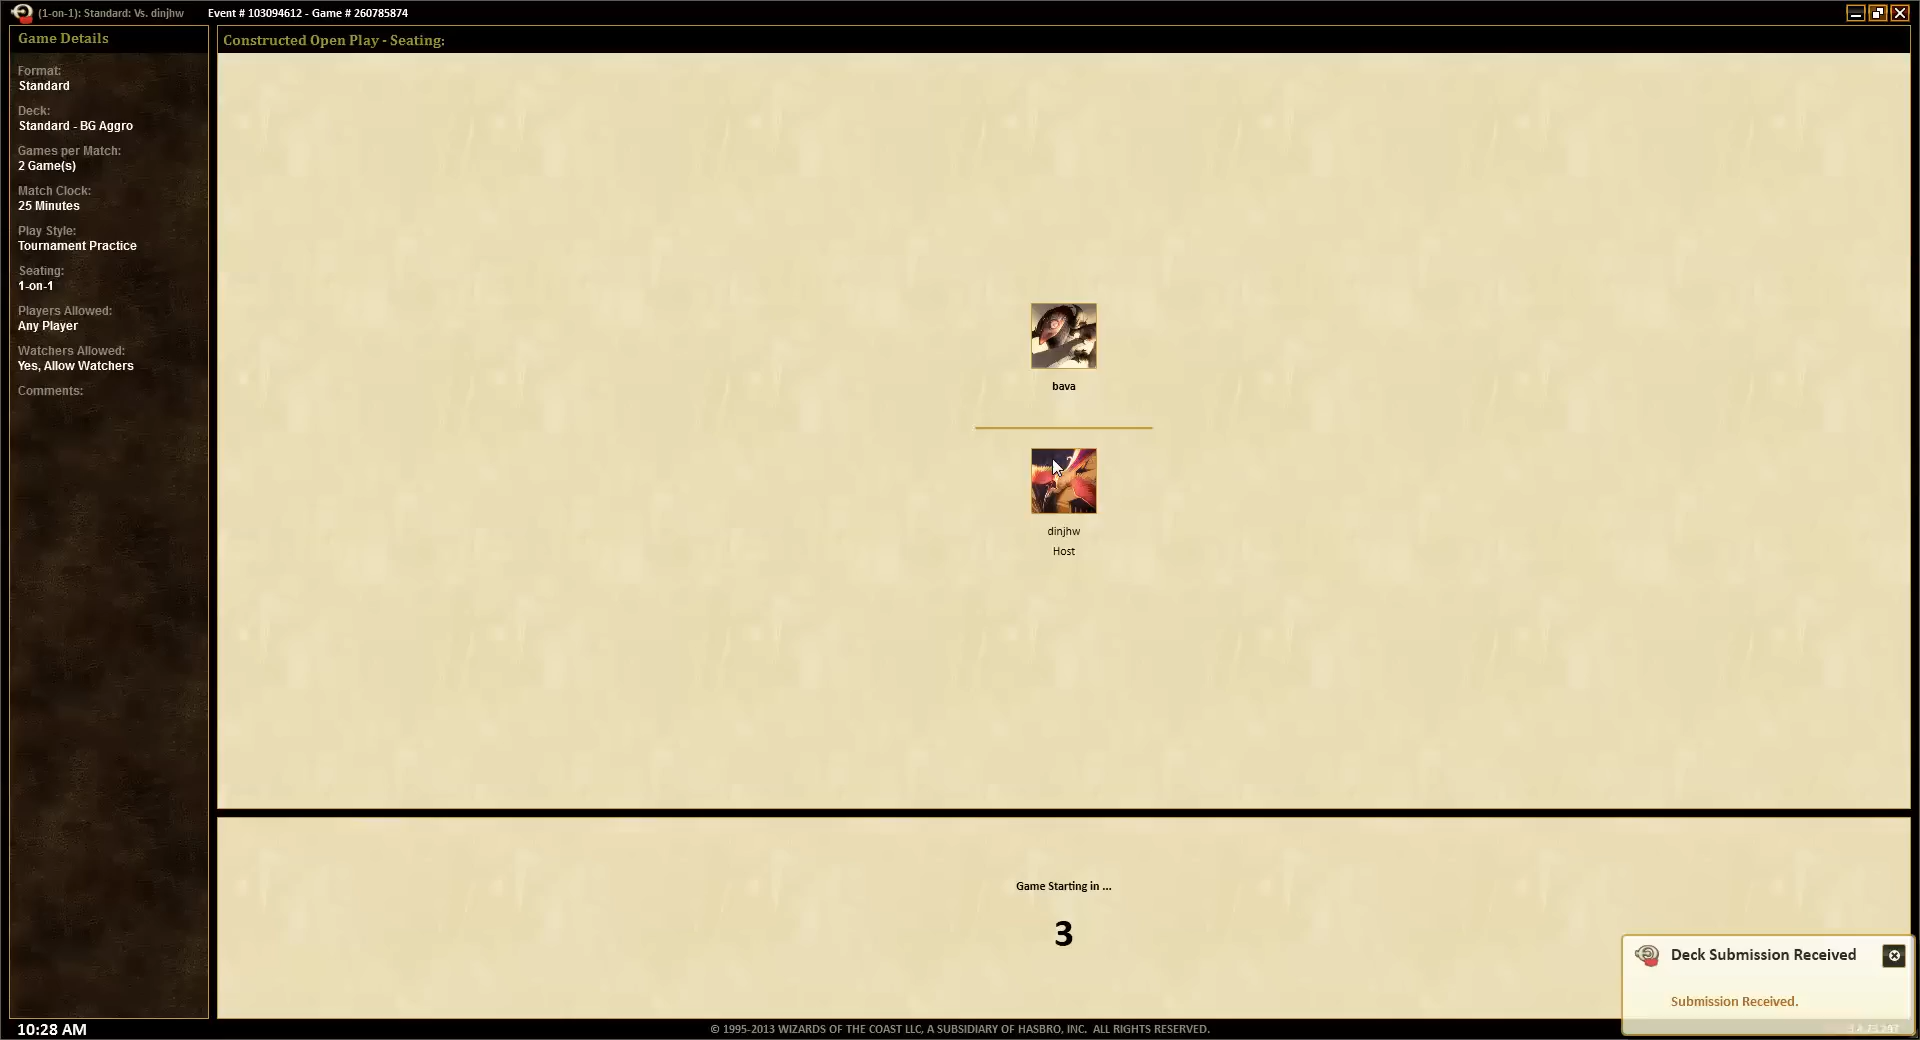 (1-on-1): Standard: Vs. dinjhw
Event # 103094612 - Game # 260785874
Game Details
Format:
Standard
Deck:
Standard - BG Aggro
Games per Match:
2 Game(s)
Match Clock:
25 Minutes
Play Style:
Tournament Practice
Seating:
1-on-1
Players Allowed:
Any Player
Watchers Allowed:
Yes, Allow Watchers
Comments:
Constructed Open Play - Seating:
bava
dinjhw
Host
Game Starting in ...
3
Deck Submission Received
Submission Received.
10:28 AM
© 1995-2013 WIZARDS OF THE COAST LLC, A SUBSIDIARY OF HASBRO, INC. ALL RIGHTS RESERVED.